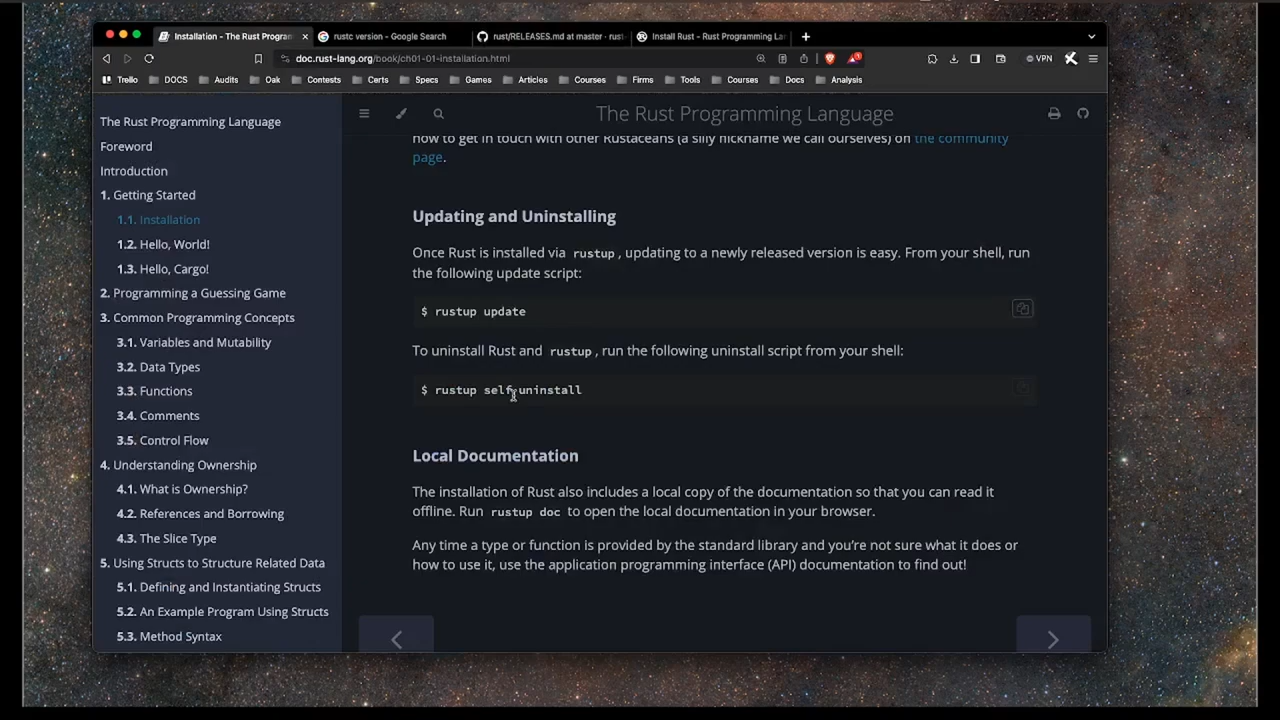 Installation - The Rust Program
rustc version - Google Search
rust/RELEASES.md at master · rust-
Install Rust - Rust Programming La
doc.rust-lang.org/book/ch01-01-installation.html
VPN
Trello DOCS Audits Oak Contests Certs Specs Games Articles Courses Firms Tools Courses Docs Analysis
The Rust Programming Language
Foreword
Introduction
1. Getting Started
1.1. Installation
1.2. Hello, World!
1.3. Hello, Cargo!
2. Programming a Guessing Game
3. Common Programming Concepts
3.1. Variables and Mutability
3.2. Data Types
3.3. Functions
3.4. Comments
3.5. Control Flow
4. Understanding Ownership
4.1. What is Ownership?
4.2. References and Borrowing
4.3. The Slice Type
5. Using Structs to Structure Related Data
5.1. Defining and Instantiating Structs
5.2. An Example Program Using Structs
5.3. Method Syntax
The Rust Programming Language
how to get in touch with other Rustaceans (a silly nickname we call ourselves) on the community
page.
Updating and Uninstalling
Once Rust is installed via rustup, updating to a newly released version is easy. From your shell, run
the following update script:
$ rustup update
To uninstall Rust and rustup, run the following uninstall script from your shell:
$ rustup self uninstall
Local Documentation
The installation of Rust also includes a local copy of the documentation so that you can read it
offline. Run rustup doc to open the local documentation in your browser.
Any time a type or function is provided by the standard library and you're not sure what it does or
how to use it, use the application programming interface (API) documentation to find out!